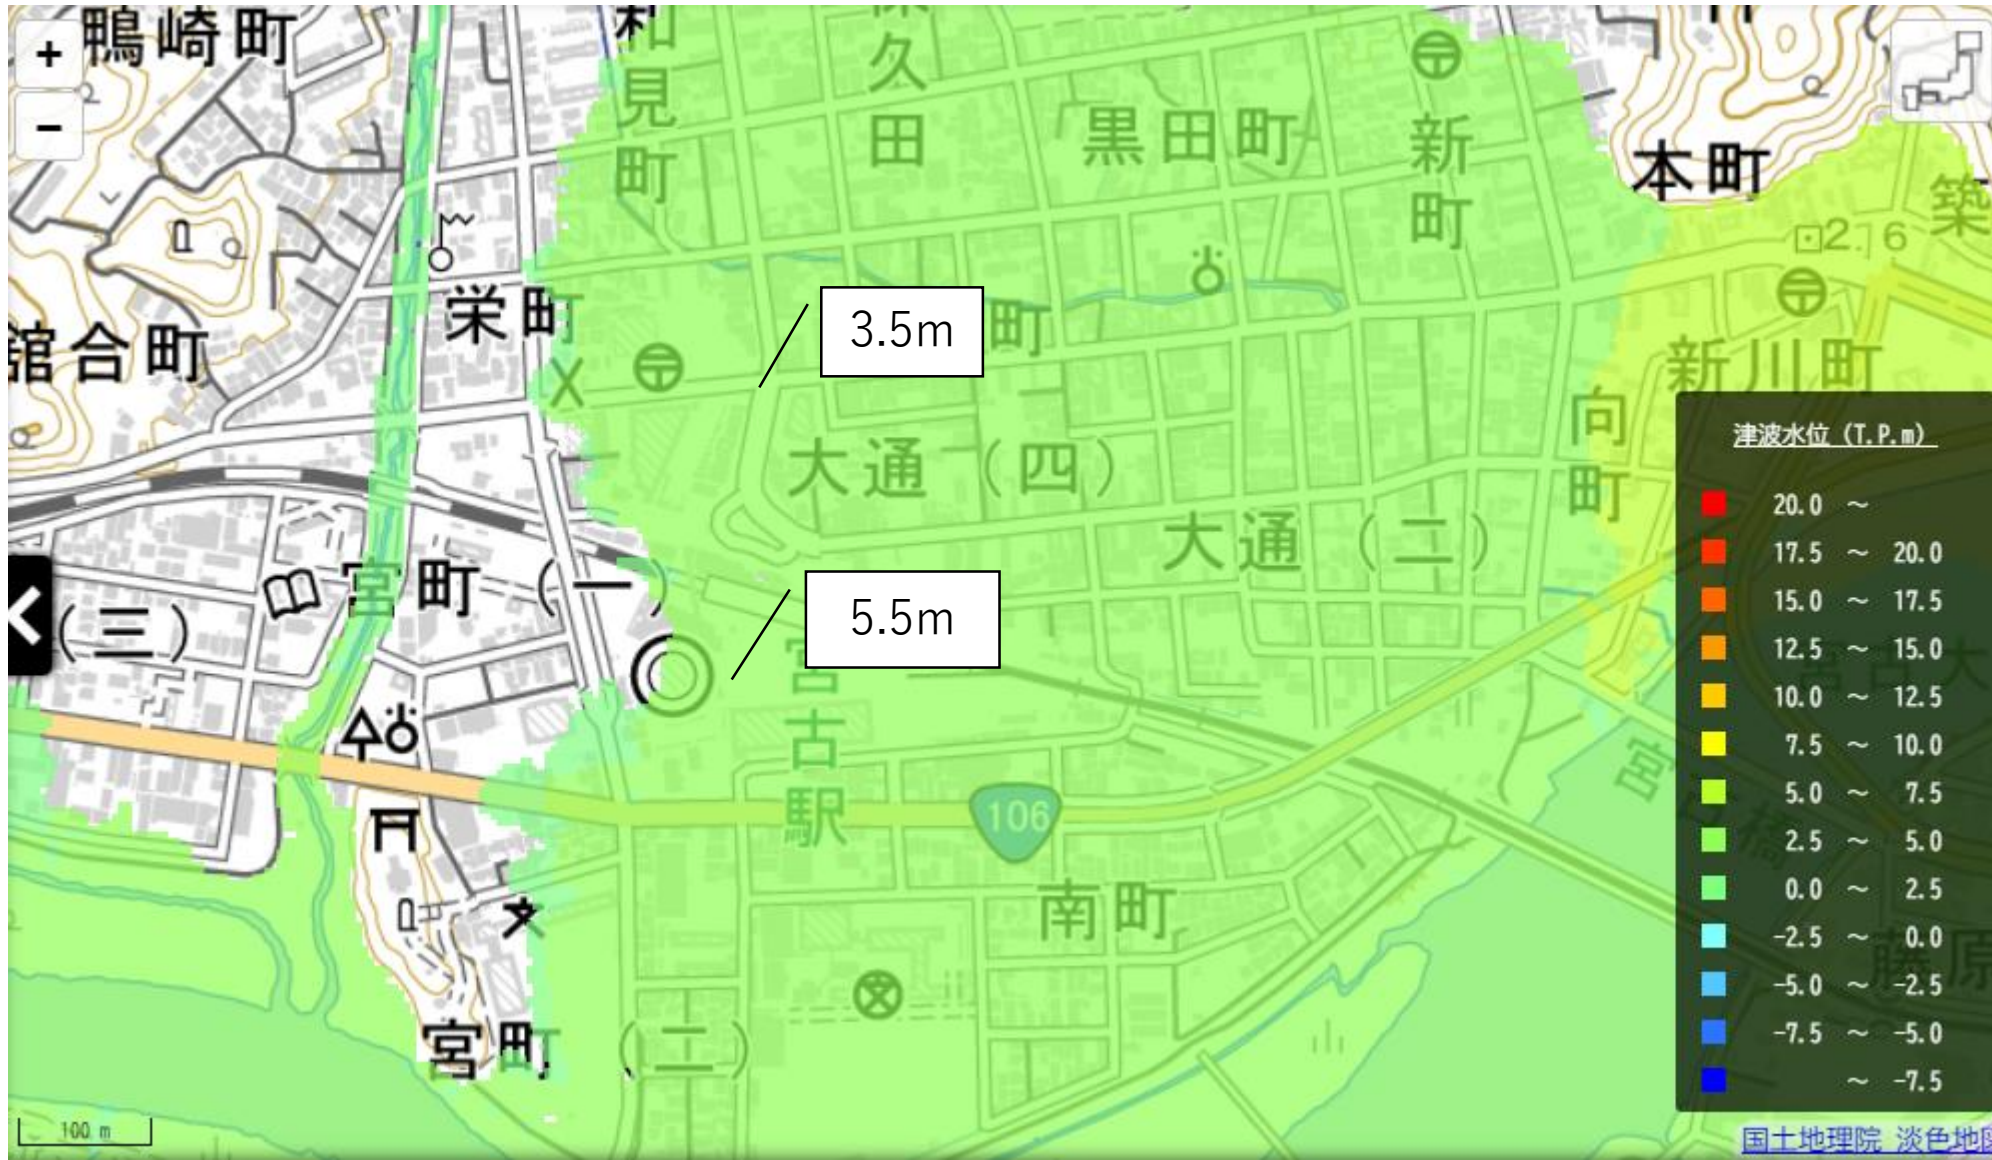 +
−
鴨崎町
和見町
久田
黒田町
新町
本町
築
2.6
栄町
舘合町
3.5m
町
新川町
向町
大通（四）
大通（二）
宮町（一）
（三）
5.5m
宮古駅
106
南町
宮町（二）
藤原
津波水位 (T.P.m)
20.0 ～
17.5 ～ 20.0
15.0 ～ 17.5
12.5 ～ 15.0
10.0 ～ 12.5
7.5 ～ 10.0
5.0 ～ 7.5
2.5 ～ 5.0
0.0 ～ 2.5
-2.5 ～ 0.0
-5.0 ～ -2.5
-7.5 ～ -5.0
～ -7.5
100 m
国土地理院 淡色地図